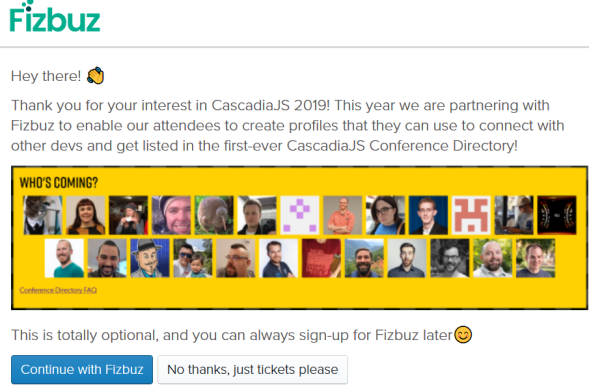 Fizbuz
Hey there! 👋
Thank you for your interest in CascadiaJS 2019! This year we are partnering with
Fizbuz to enable our attendees to create profiles that they can use to connect with
other devs and get listed in the first-ever CascadiaJS Conference Directory!
WHO'S COMING?
Conference Directory FAQ
This is totally optional, and you can always sign-up for Fizbuz later😊
Continue with Fizbuz
No thanks, just tickets please